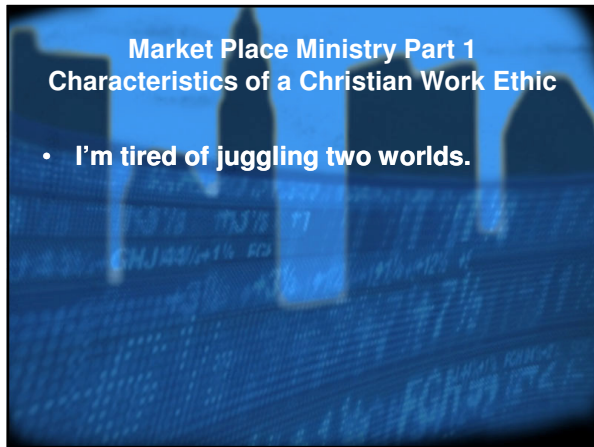 Market Place Ministry Part 1
Characteristics of a Christian Work Ethic
• I'm tired of juggling two worlds.